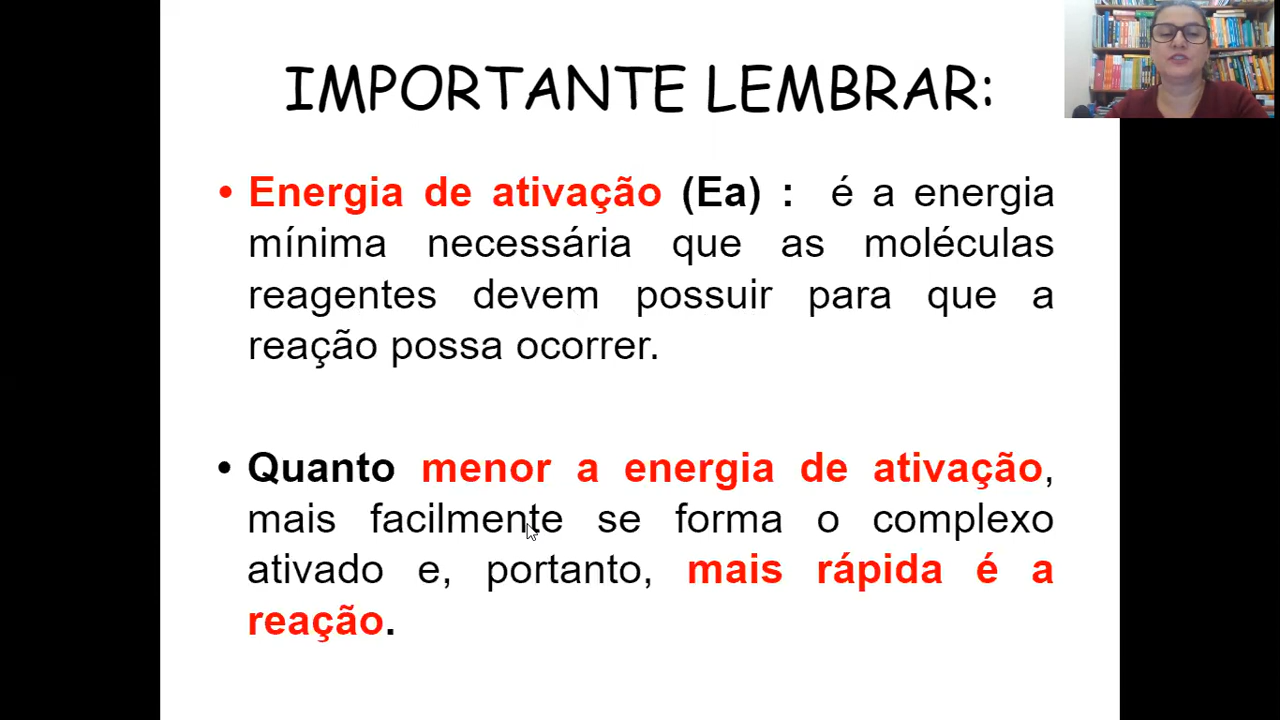 IMPORTANTE LEMBRAR:
• Energia de ativação (Ea) : é a energia
mínima necessária que as moléculas
reagentes devem possuir para que a
reação possa ocorrer.
• Quanto menor a energia de ativação,
mais facilmente se forma o complexo
ativado e, portanto, mais rápida é a
reação.